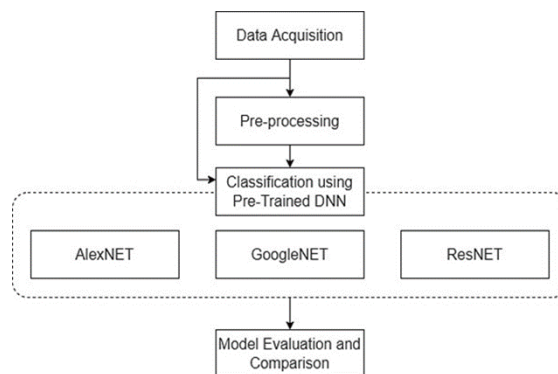 Data Acquisition
Pre-processing
Classification using
Pre-Trained DNN
AlexNET
GoogleNET
ResNET
Model Evaluation and
Comparison